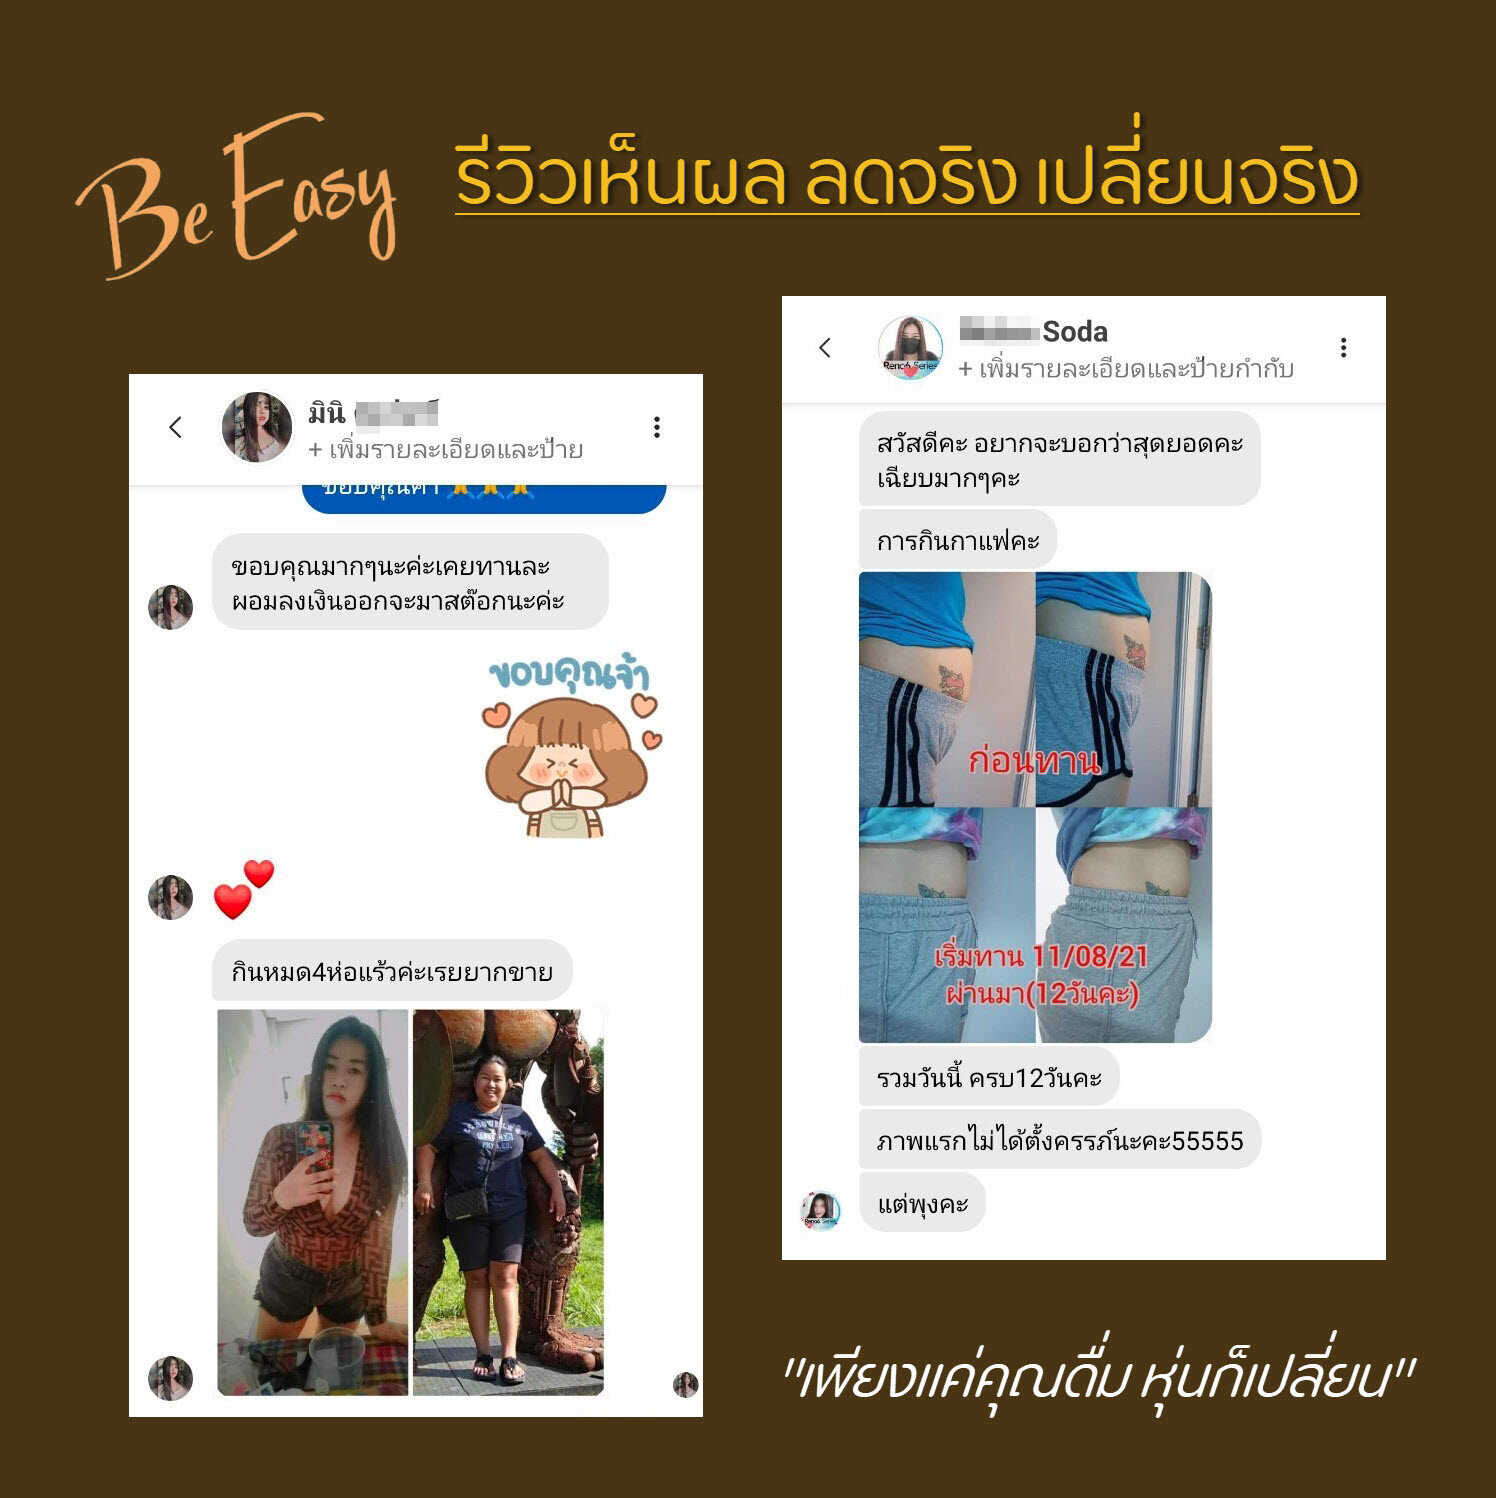 Be Easy
รีวิวเห็นผล ลดจริง เปลี่ยนจริง
มินิ
+ เพิ่มรายละเอียดและป้าย
ขอบคุณค่า
ขอบคุณมากๆนะค่ะเคยทานละ
ผอมลงเงินออกจะมาสต๊อกนะค่ะ
ขอบคุณจ้า
กินหมด4ห่อแร้วค่ะเรยยากขาย
Soda
+ เพิ่มรายละเอียดและป้ายกำกับ
สวัสดีคะ อยากจะบอกว่าสุดยอดคะ
เฉียบมากๆคะ
การกินกาแฟคะ
ก่อนทาน
เริ่มทาน 11/08/21
ผ่านมา(12วันคะ)
รวมวันนี้ ครบ12วันคะ
ภาพแรกไม่ได้ตั้งครรภ์นะคะ55555
แต่พุงคะ
"เพียงแค่คุณดื่ม หุ่นก็เปลี่ยน"